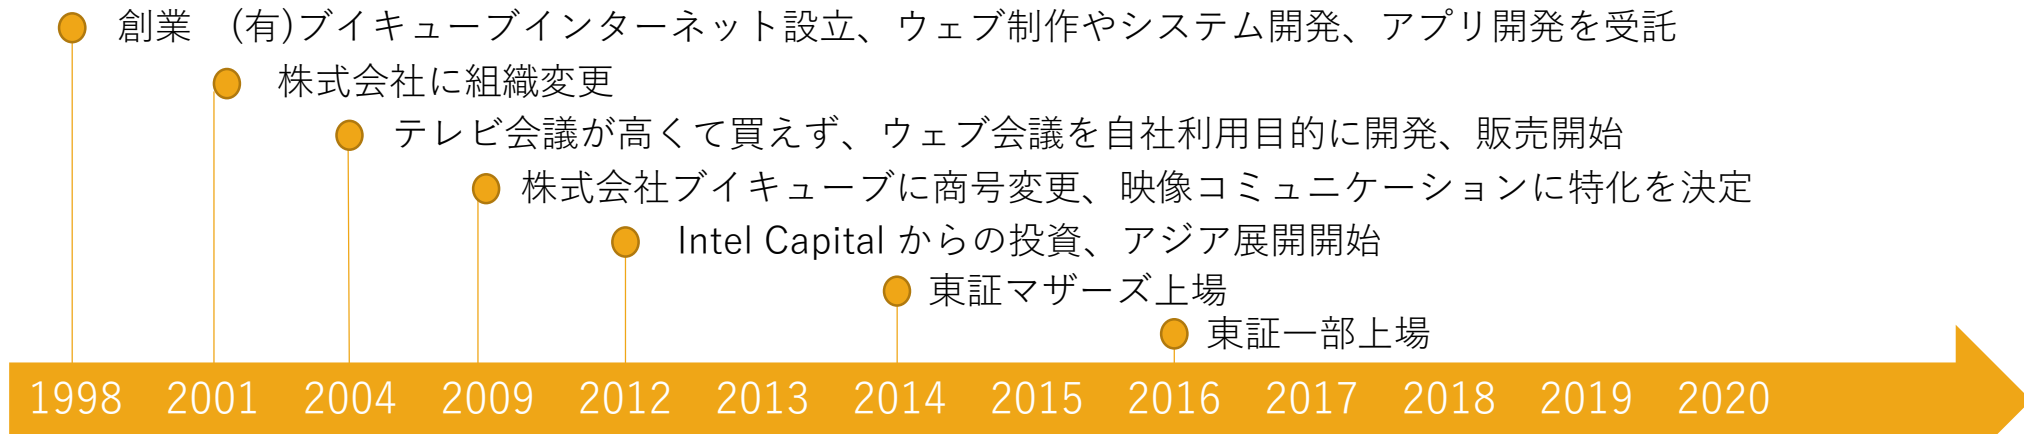 創業　(有)ブイキューブインターネット設立、ウェブ制作やシステム開発、アプリ開発を受託
株式会社に組織変更
テレビ会議が高くて買えず、ウェブ会議を自社利用目的に開発、販売開始
株式会社ブイキューブに商号変更、映像コミュニケーションに特化を決定
Intel Capital からの投資、アジア展開開始
東証マザーズ上場
東証一部上場
1998 2001 2004 2009 2012 2013 2014 2015 2016 2017 2018 2019 2020